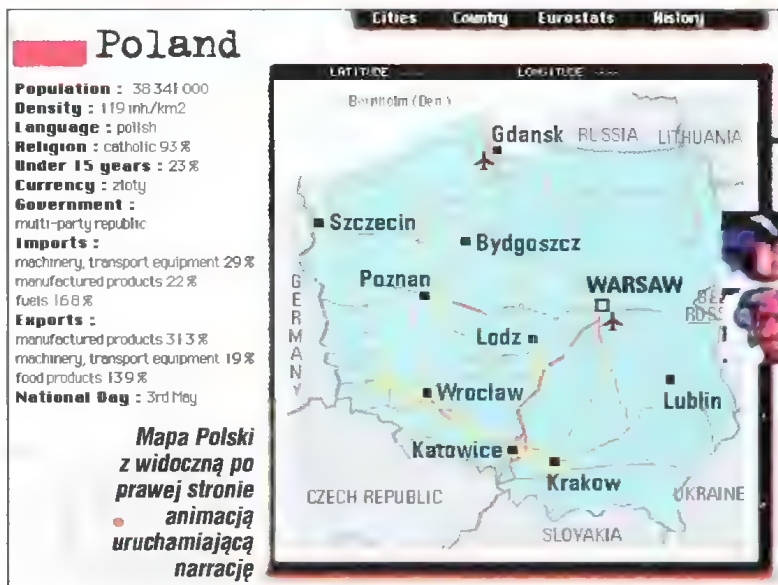 Cities Country Eurostats History
Poland
Population : 38 341 000
Density : 119 inh/km2
Language : polish
Religion : catholic 93 %
Under 15 years : 23 %
Currency : zloty
Government :
multi-party republic
Imports :
machinery, transport equipment 29 %
manufactured products 22 %
fuels 16 8 %
Exports :
manufactured products 31 3 %
machinery, transport equipment 19 %
food products 13 9 %
National Day : 3rd May
Mapa Polski
z widoczną po
prawej stronie
animacją
uruchamiającą
narrację
LATITUDE LONGITUDE
Bornholm (Den )
Gdansk RUSSIA LITHUANIA
Szczecin
Bydgoszcz
Poznan
WARSAW
GERMANY
Lodz
Wroclaw
Lublin
Katowice
Krakow
CZECH REPUBLIC
UKRAINE
SLOVAKIA